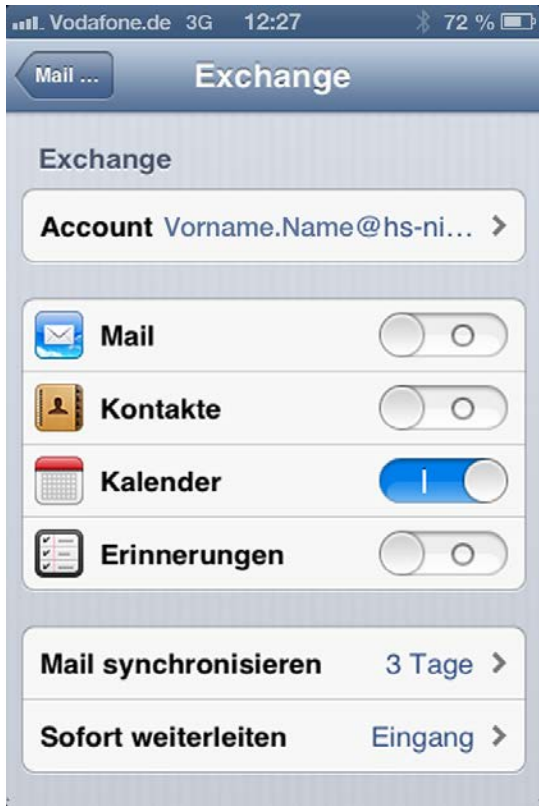 Vodafone.de 3G 12:27 72 %
Mail ... Exchange
Exchange
Account Vorname.Name@hs-ni...
Mail
Kontakte
Kalender
Erinnerungen
Mail synchronisieren 3 Tage
Sofort weiterleiten Eingang